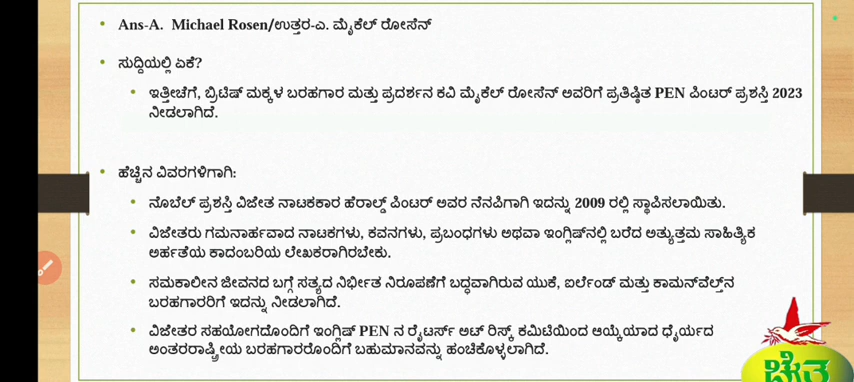 Ans-A. Michael Rosen/ಉತ್ತರ-ಎ. ಮೈಕೆಲ್ ರೋಸೆನ್
ಸುದ್ದಿಯಲ್ಲಿ ಏಕೆ?
ಇತ್ತೀಚೆಗೆ, ಬ್ರಿಟಿಷ್ ಮಕ್ಕಳ ಬರಹಗಾರ ಮತ್ತು ಪ್ರದರ್ಶನ ಕವಿ ಮೈಕೆಲ್ ರೋಸೆನ್ ಅವರಿಗೆ ಪ್ರತಿಷ್ಠಿತ PEN ಪಿಂಟರ್ ಪ್ರಶಸ್ತಿ 2023
ನೀಡಲಾಗಿದೆ.
ಹೆಚ್ಚಿನ ವಿವರಗಳಿಗಾಗಿ:
ನೊಬೆಲ್ ಪ್ರಶಸ್ತಿ ವಿಜೇತ ನಾಟಕಕಾರ ಹೆರಾಲ್ಡ್ ಪಿಂಟರ್ ಅವರ ನೆನಪಿಗಾಗಿ ಇದನ್ನು 2009 ರಲ್ಲಿ ಸ್ಥಾಪಿಸಲಾಯಿತು.
ವಿಜೇತರು ಗಮನಾರ್ಹವಾದ ನಾಟಕಗಳು, ಕವನಗಳು, ಪ್ರಬಂಧಗಳು ಅಥವಾ ಇಂಗ್ಲಿಷ್‌ನಲ್ಲಿ ಬರೆದ ಅತ್ಯುತ್ತಮ ಸಾಹಿತ್ಯಿಕ
ಅರ್ಹತೆಯ ಕಾದಂಬರಿಯ ಲೇಖಕರಾಗಿರಬೇಕು.
ಸಮಕಾಲೀನ ಜೀವನದ ಬಗ್ಗೆ ಸತ್ಯದ ನಿರ್ಭೀತ ನಿರೂಪಣೆಗೆ ಬದ್ಧವಾಗಿರುವ ಯುಕೆ, ಐರ್ಲೆಂಡ್ ಮತ್ತು ಕಾಮನ್‌ವೆಲ್ತ್‌ನ
ಬರಹಗಾರರಿಗೆ ಇದನ್ನು ನೀಡಲಾಗಿದೆ.
ವಿಜೇತರ ಸಹಯೋಗದೊಂದಿಗೆ ಇಂಗ್ಲಿಷ್ PEN ನ ರೈಟರ್ಸ್ ಅಟ್ ರಿಸ್ಕ್ ಕಮಿಟಿಯಿಂದ ಆಯ್ಕೆಯಾದ ಧೈರ್ಯದ
ಅಂತರರಾಷ್ಟ್ರೀಯ ಬರಹಗಾರರೊಂದಿಗೆ ಬಹುಮಾನವನ್ನು ಹಂಚಿಕೊಳ್ಳಲಾಗಿದೆ.